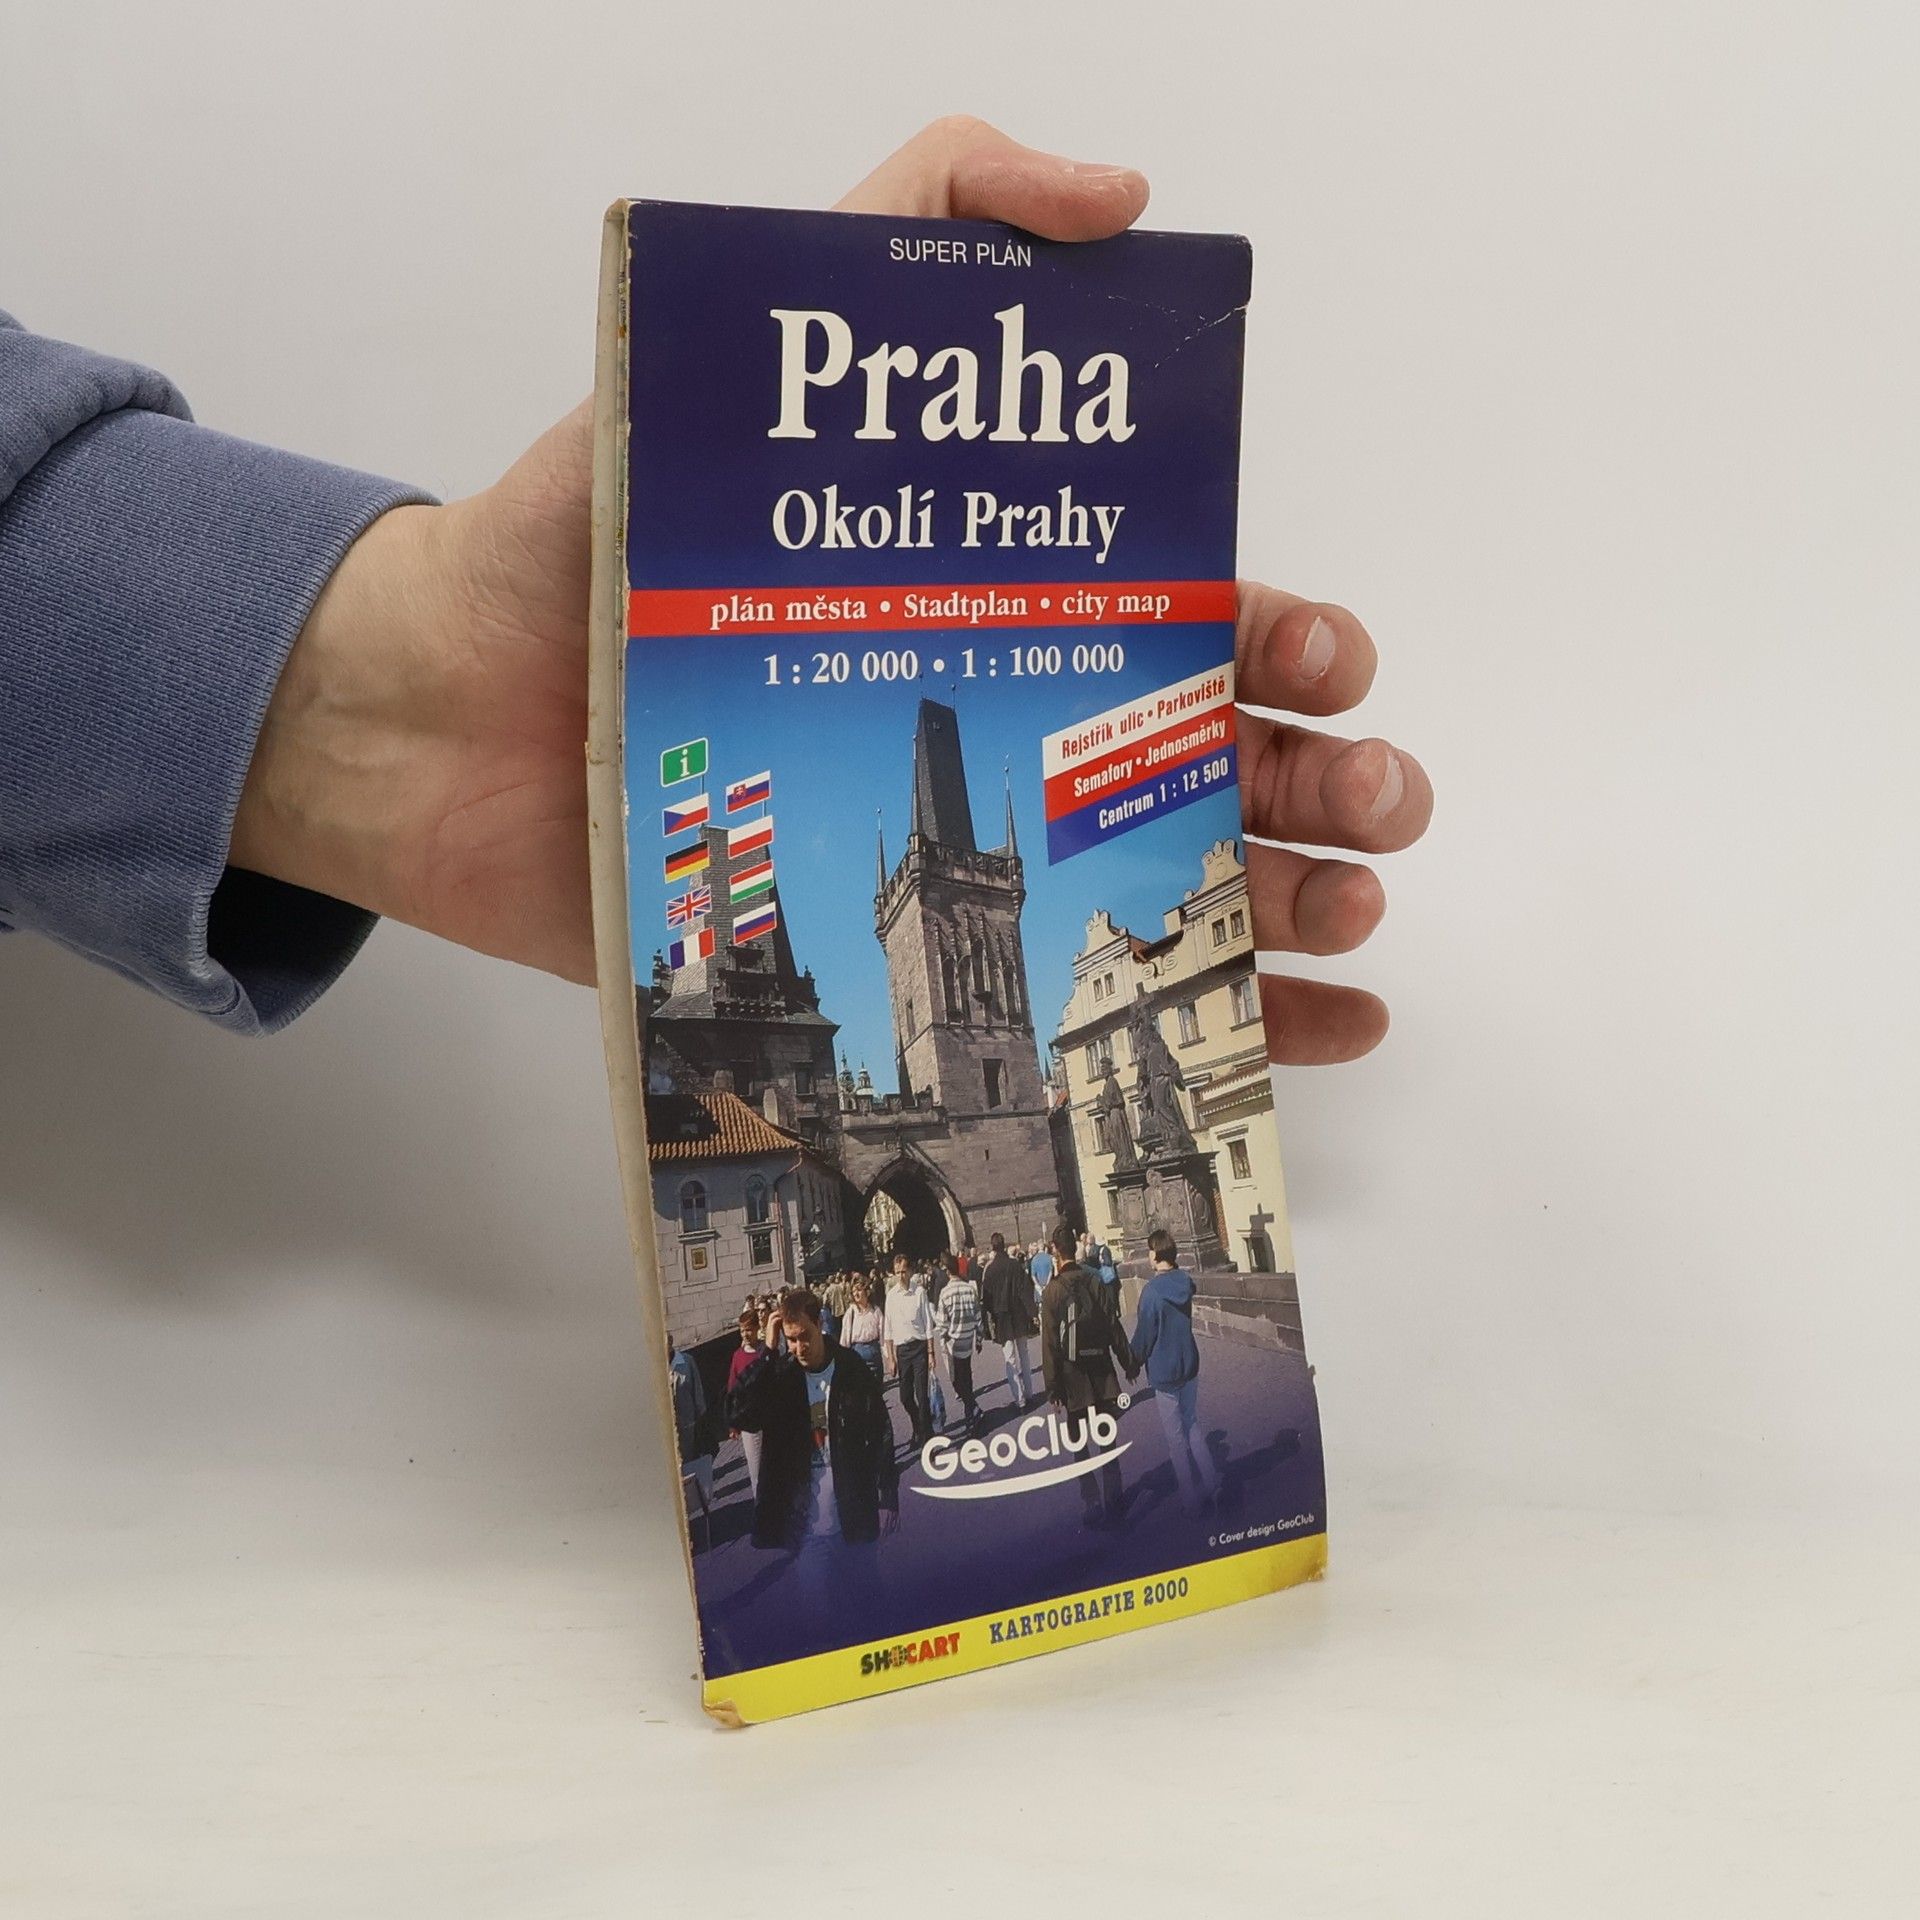 SUPER PLÁN
Praha
Okolí Prahy
plán města • Stadtplan • city map
1 : 20 000 • 1 : 100 000
Rejstřík ulic • Parkoviště
Semafory • Jednosměrky
Centrum 1 : 12 500
i
GeoClub®
© Cover design GeoClub
SHOCART KARTOGRAFIE 2000